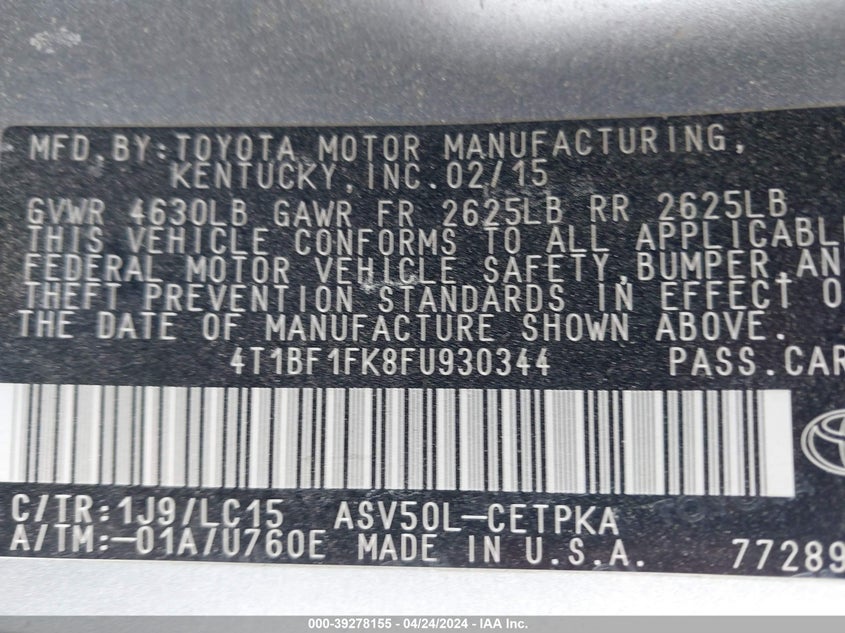 MFD.BY:TOYOTA MOTOR MANUFACTURING,
KENTUCKY,INC.02/15
GVWR 4630LB GAWR FR 2625LB RR 2625LB
THIS VEHICLE CONFORMS TO ALL APPLICABL
FEDERAL MOTOR VEHICLE SAFETY,BUMPER,AN
THEFT PREVENTION STANDARDS IN EFFECT O
THE DATE OF MANUFACTURE SHOWN ABOVE.
4T1BF1FK8FU930344 PASS.CAR
C/TR:1J9/LC15 ASV50L-CETPKA
A/TM:-01A/U760E MADE IN U.S.A. 77289
000-39278155 - 04/24/2024 - IAA Inc.